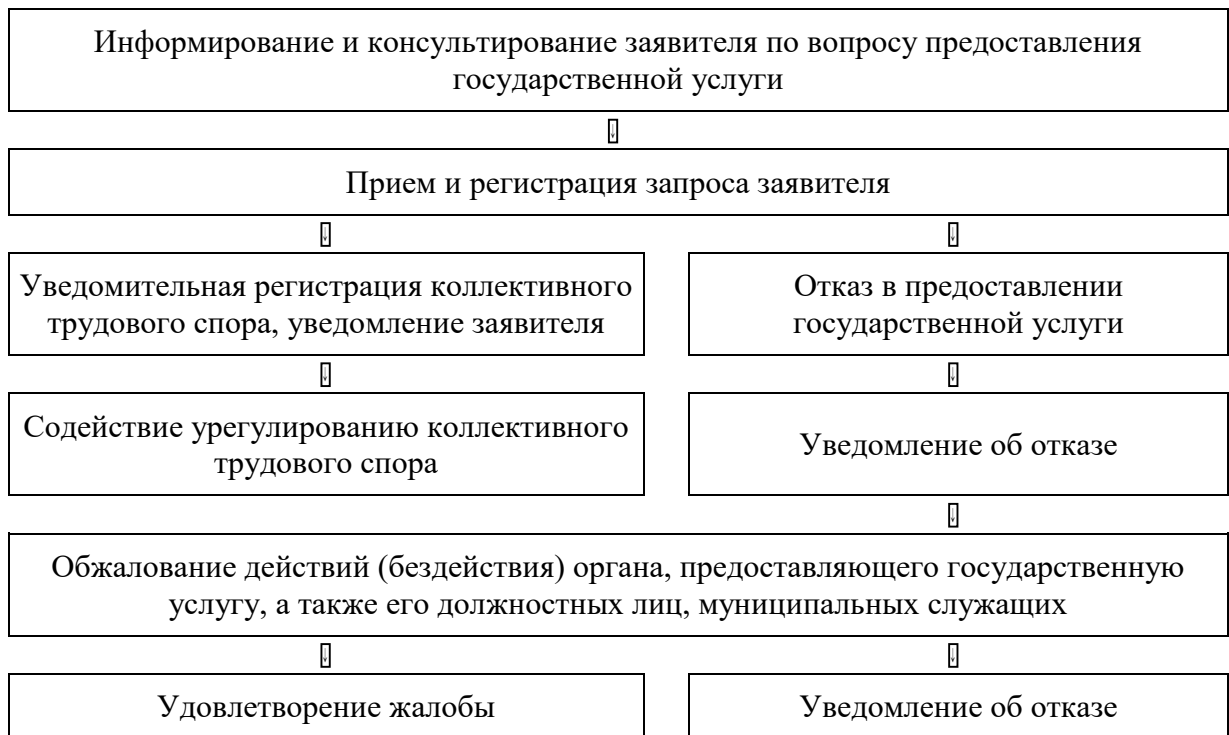 Информирование и консультирование заявителя по вопросу предоставления
государственной услуги
Прием и регистрация запроса заявителя
Уведомительная регистрация коллективного
трудового спора, уведомление заявителя
Отказ в предоставлении
государственной услуги
Содействие урегулированию коллективного
трудового спора
Уведомление об отказе
Обжалование действий (бездействия) органа, предоставляющего государственную
услугу, а также его должностных лиц, муниципальных служащих
Удовлетворение жалобы
Уведомление об отказе